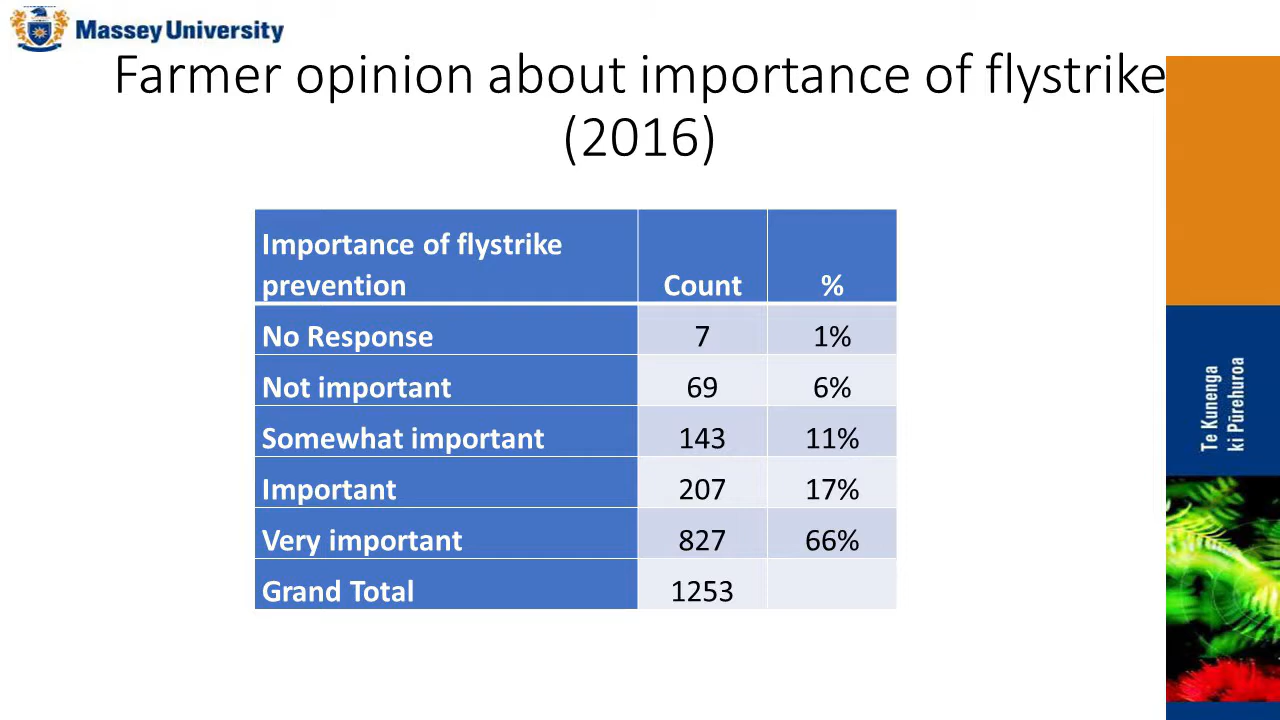 Massey University
Farmer opinion about importance of flystrike
(2016)
Importance of flystrike
prevention Count %
No Response 7 1%
Not important 69 6%
Somewhat important 143 11%
Important 207 17%
Very important 827 66%
Grand Total 1253
Te Kunenga
ki Pūrehuroa